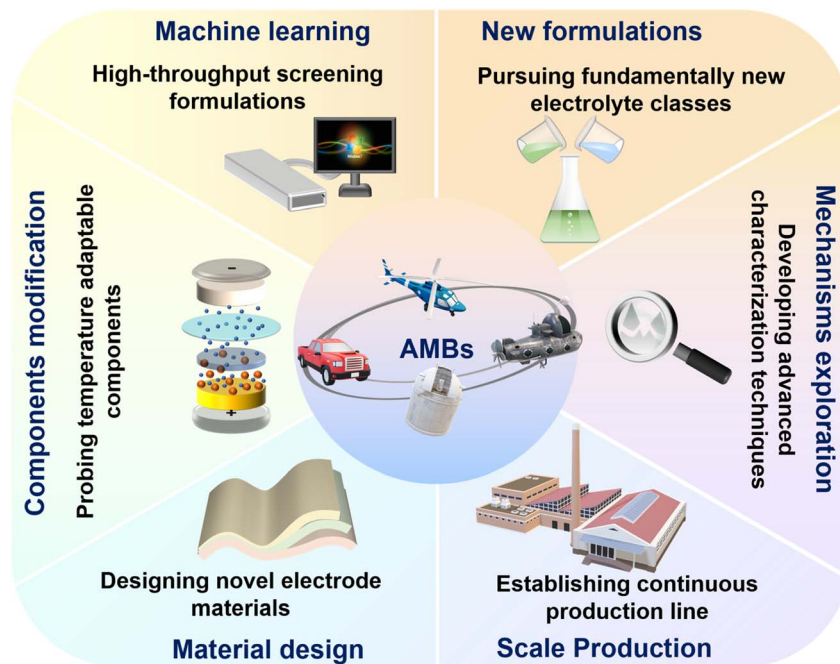 Machine learning
High-throughput screening
formulations
New formulations
Pursuing fundamentally new
electrolyte classes
Components modification
Probing temperature adaptable
components
-
+
AMBs
Mechanisms exploration
Developing advanced
characterization techniques
Designing novel electrode
materials
Material design
Establishing continuous
production line
Scale Production